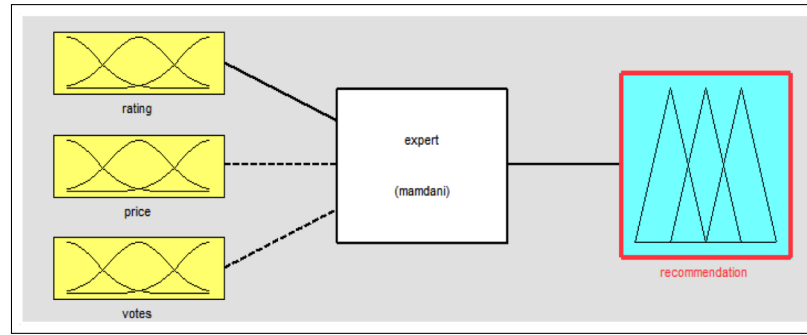 rating
price
votes
expert
(mamdani)
recommendation